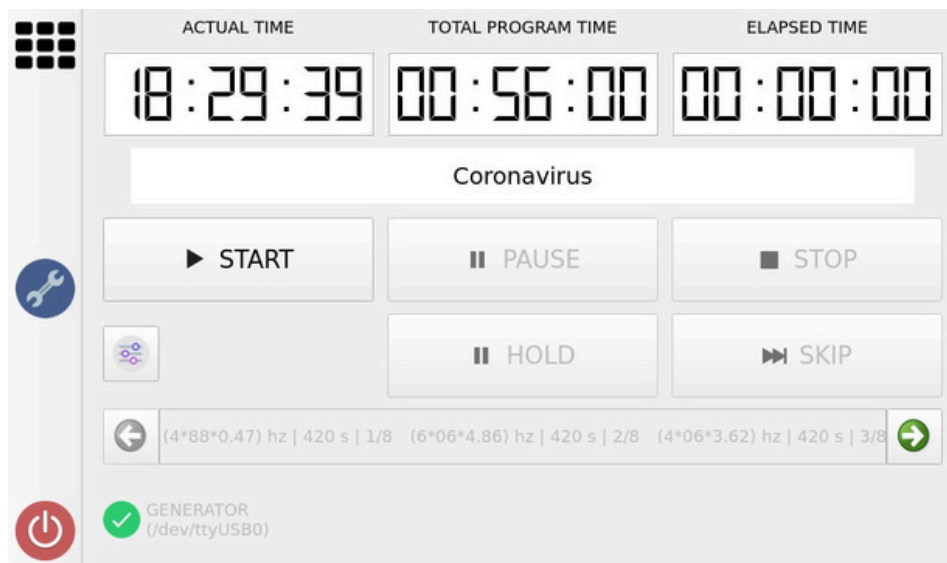 ACTUAL TIME
TOTAL PROGRAM TIME
ELAPSED TIME
18:29:39
00:56:00
00:00:00
Coronavirus
START
PAUSE
STOP
HOLD
SKIP
(4*88*0.47) hz | 420 s | 1/8
(6*06*4.86) hz | 420 s | 2/8
(4*06*3.62) hz | 420 s | 3/8
GENERATOR
(/dev/ttyUSB0)